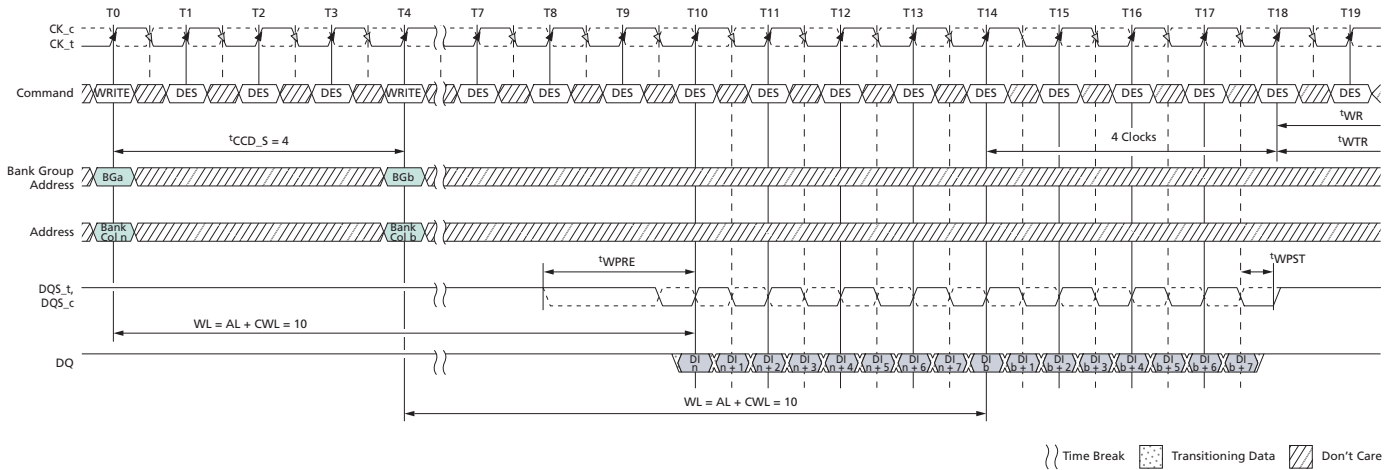 T0 T1 T2 T3 T4 T7 T8 T9 T10 T11 T12 T13 T14 T15 T16 T17 T18 T19
CK_c
CK_t
Command WRITE DES DES DES WRITE DES DES DES DES DES DES DES DES DES DES DES DES DES
tWR
tCCD_S = 4 4 Clocks tWTR
Bank Group
Address BGa BGb
Address Bank
Col n Bank
Col b
tWPRE tWPST
DQS_t,
DQS_c
WL = AL + CWL = 10
DQ DI
n DI
n + 1 DI
n + 2 DI
n + 3 DI
n + 4 DI
n + 5 DI
n + 6 DI
n + 7 DI
b DI
b + 1 DI
b + 2 DI
b + 3 DI
b + 4 DI
b + 5 DI
b + 6 DI
b + 7
WL = AL + CWL = 10
Time Break Transitioning Data Don't Care